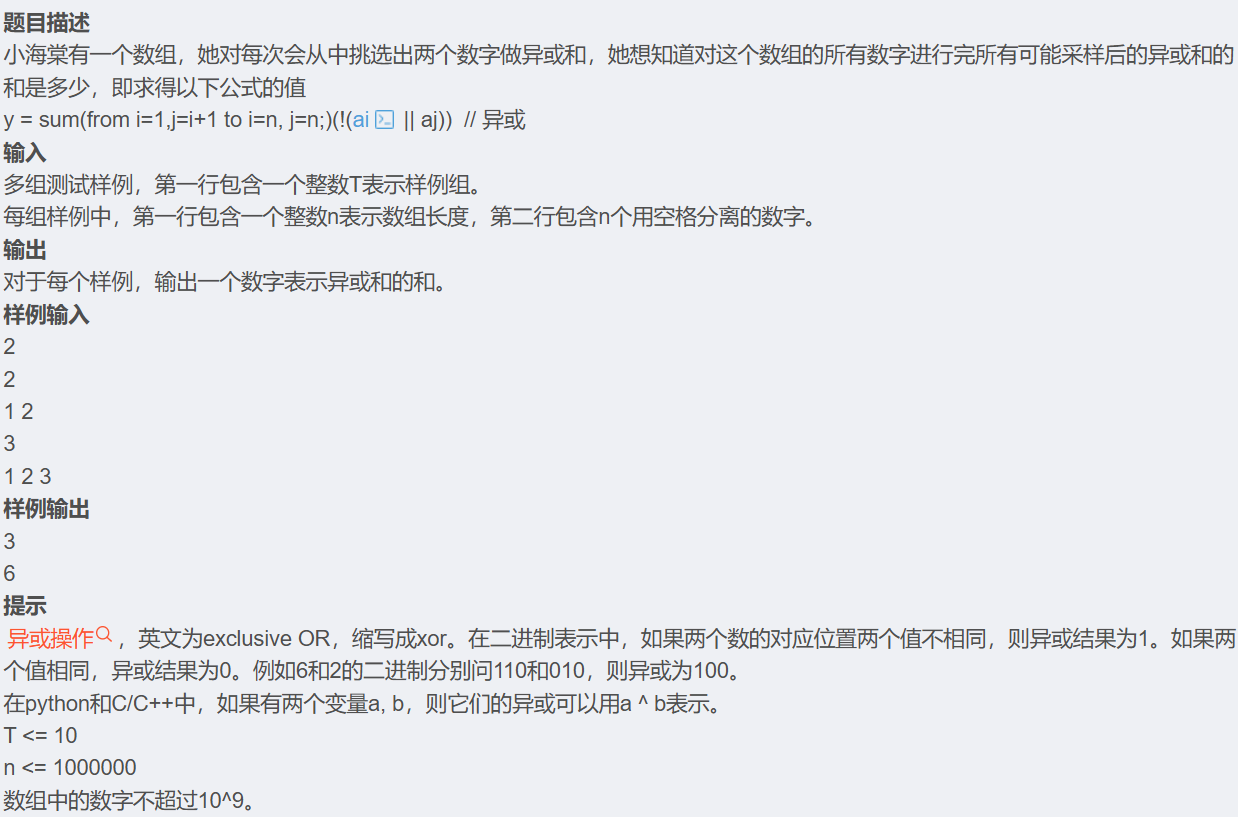 题目描述
小海棠有一个数组，她对每次会从中挑选出两个数字做异或和，她想知道对这个数组的所有数字进行完所有可能采样后的异或和的
和是多少，即求得以下公式的值
y = sum(from i=1,j=i+1 to i=n, j=n;)(!(ai || aj)) // 异或
输入
多组测试样例，第一行包含一个整数T表示样例组。
每组样例中，第一行包含一个整数n表示数组长度，第二行包含n个用空格分离的数字。
输出
对于每个样例，输出一个数字表示异或和的和。
样例输入
2
2
1 2
3
1 2 3
样例输出
3
6
提示
异或操作，英文为exclusive OR，缩写成xor。在二进制表示中，如果两个数的对应位置两个值不相同，则异或结果为1。如果两
个值相同，异或结果为0。例如6和2的二进制分别问110和010，则异或为100。
在python和C/C++中，如果有两个变量a, b，则它们的异或可以用a ^ b表示。
T <= 10
n <= 1000000
数组中的数字不超过10^9。